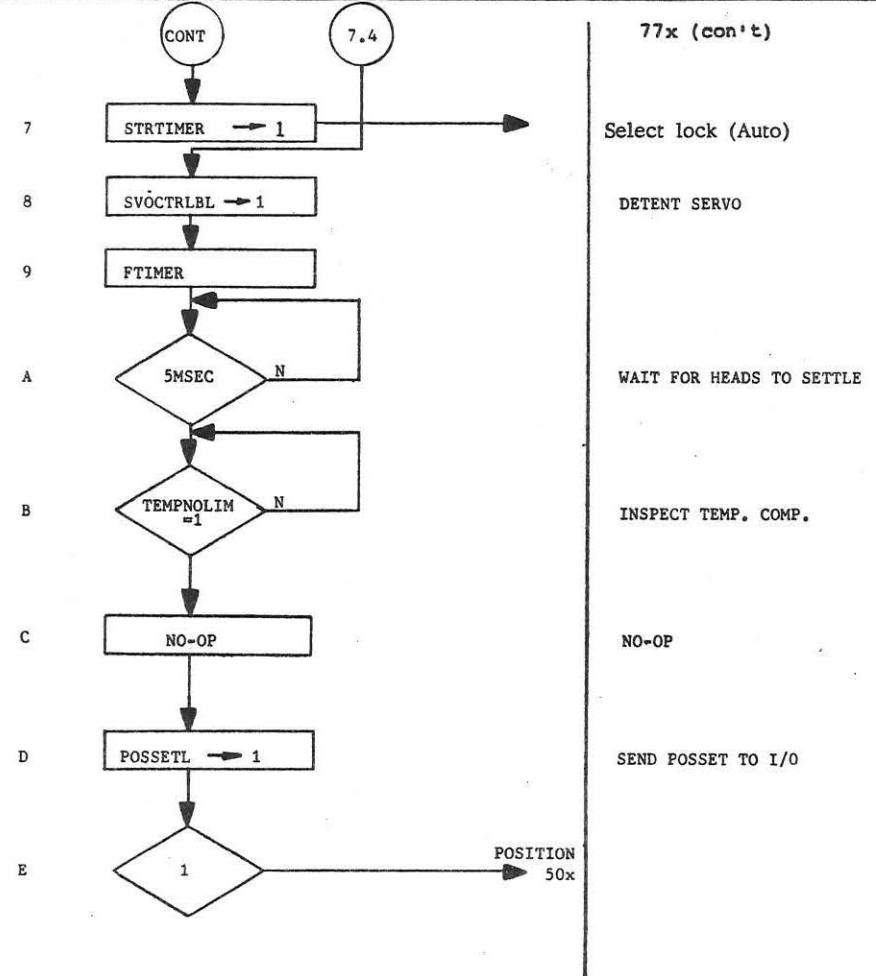 CONT 7.4 77x (con't)
7 STRTIMER → 1 Select lock (Auto)
8 SVOCTRLBL → 1 DETENT SERVO
9 FTIMER
A 5MSEC N WAIT FOR HEADS TO SETTLE
B TEMPNOLIM N INSPECT TEMP. COMP.
=1
C NO-OP NO-OP
D POSSETL → 1 SEND POSSET TO I/O
E 1 POSITION
50x